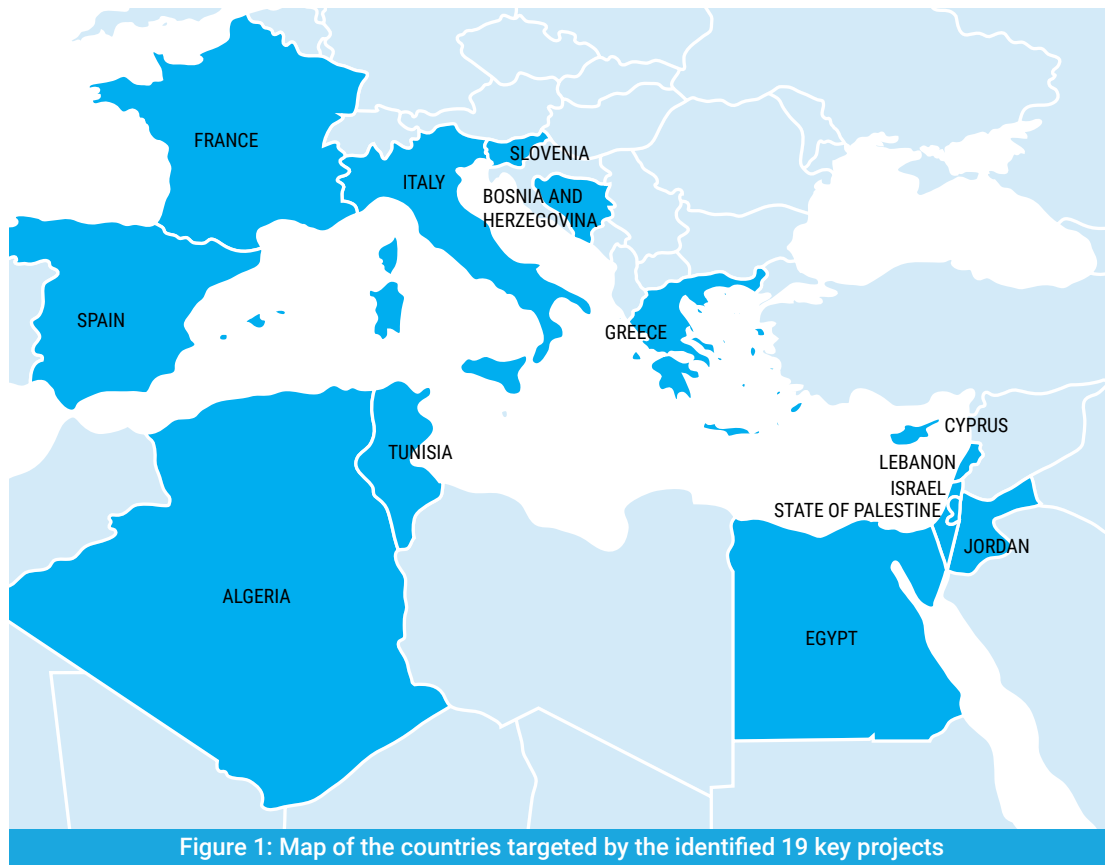 FRANCE
SLOVENIA
ITALY
BOSNIA AND
HERZEGOVINA
SPAIN
GREECE
CYPRUS
TUNISIA
LEBANON
ISRAEL
STATE OF PALESTINE
JORDAN
ALGERIA
EGYPT
Figure 1: Map of the countries targeted by the identified 19 key projects